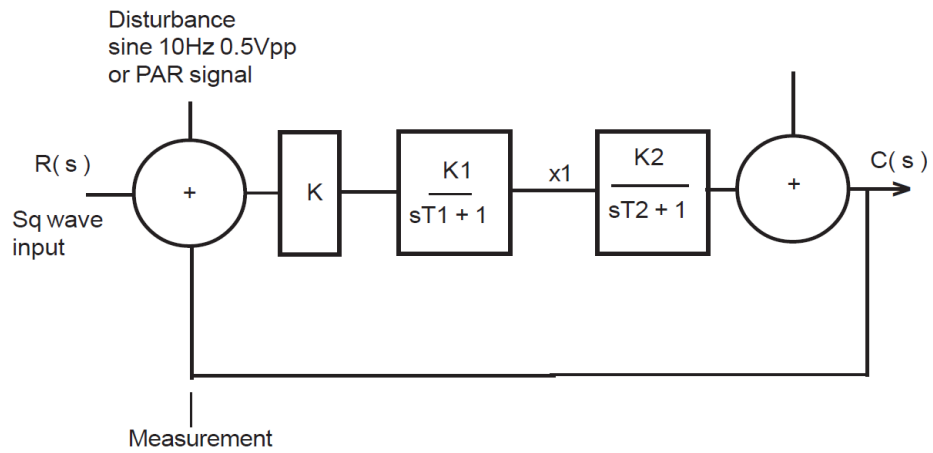 Disturbance
sine 10Hz 0.5Vpp
or PAR signal
R( s )
Sq wave
input
+
K
K1
sT1 + 1
x1
K2
sT2 + 1
+
C( s )
Measurement